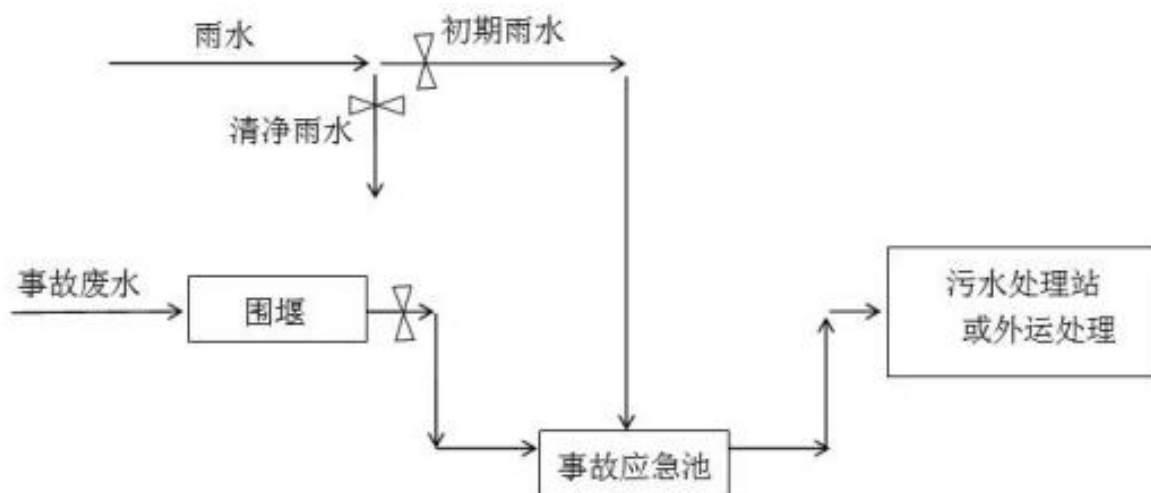 雨水
初期雨水
清净雨水
事故废水
围堰
污水处理站
或外运处理
事故应急池